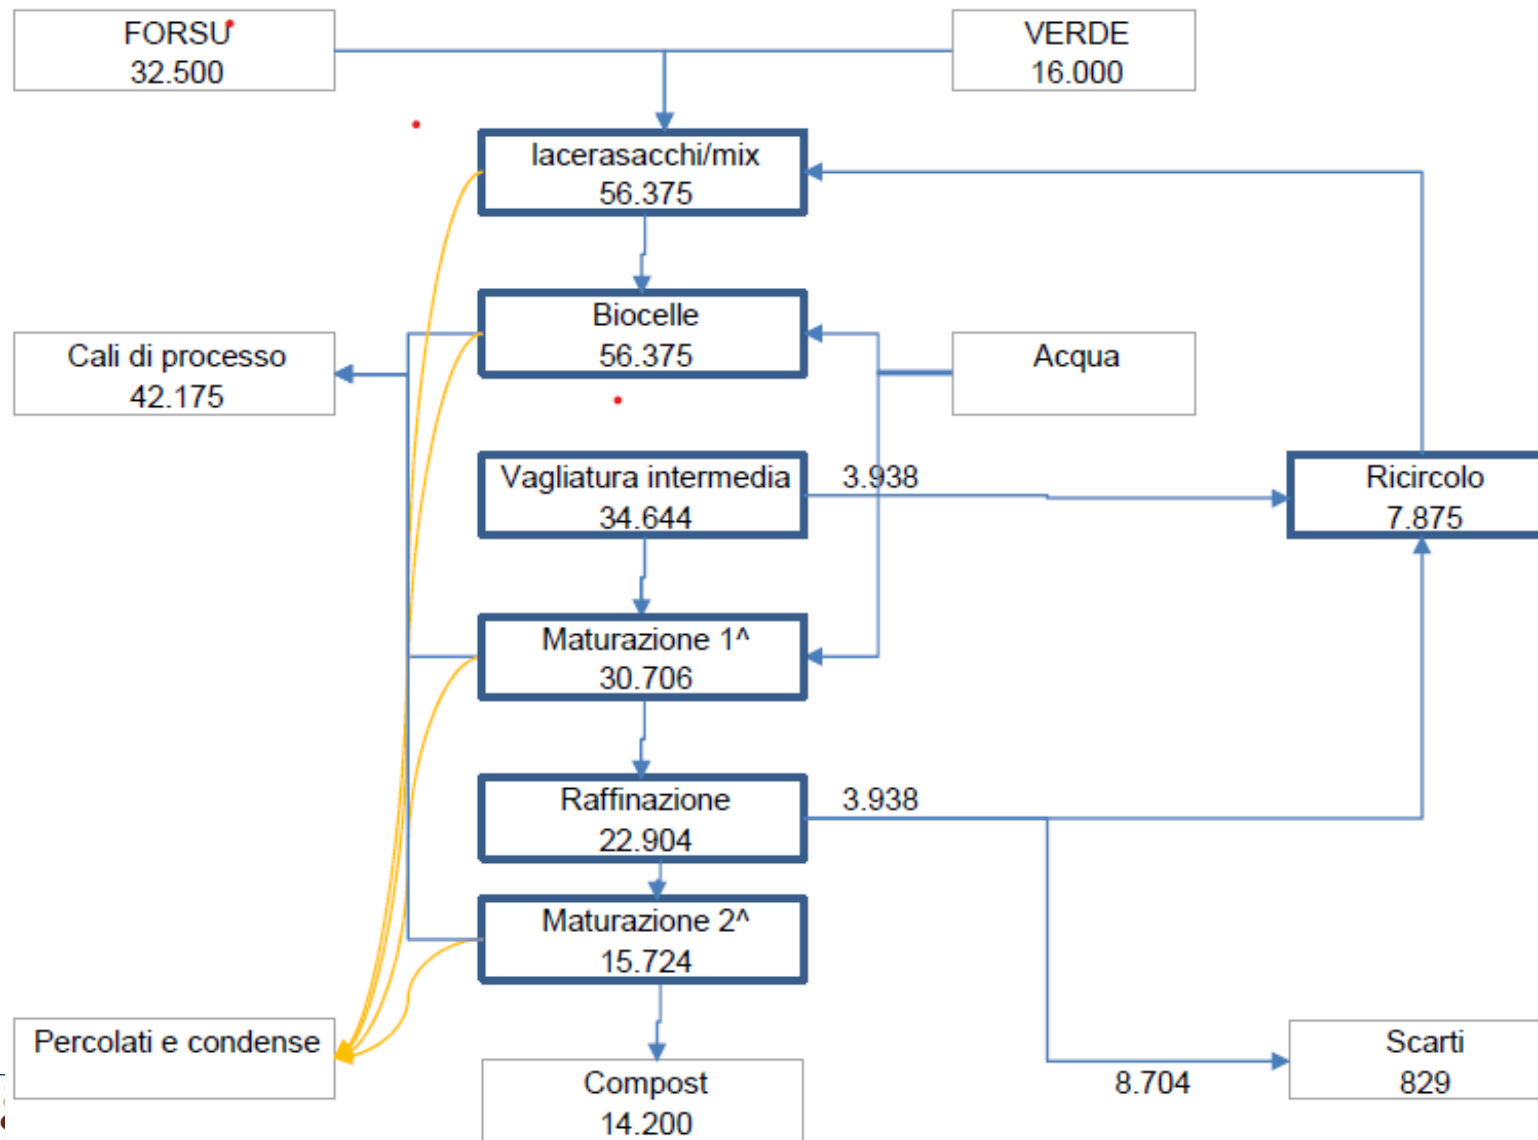 FORSU
32.500
VERDE
16.000
lacerasacchi/mix
56.375
Biocelle
56.375
Cali di processo
42.175
Acqua
Vagliatura intermedia
34.644
3.938
Ricircolo
7.875
Maturazione 1^
30.706
Raffinazione
22.904
3.938
Maturazione 2^
15.724
Percolati e condense
Compost
14.200
8.704
Scarti
829